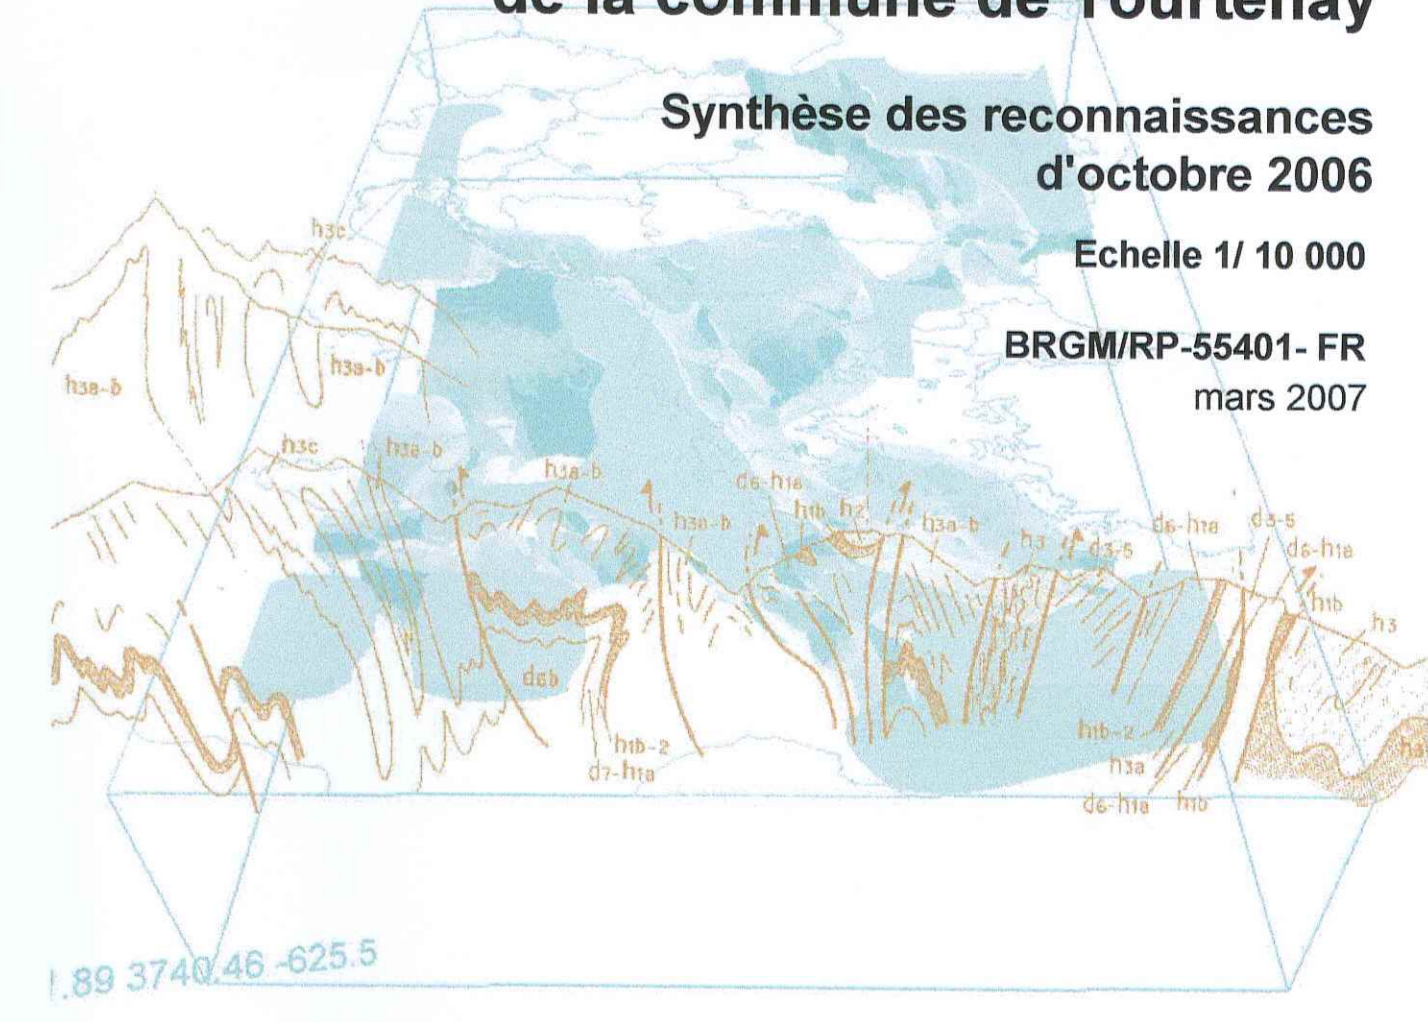 de la commune de Tourtenay
Synthèse des reconnaissances
d'octobre 2006
Echelle 1/ 10 000
BRGM/RP-55401- FR
mars 2007
h3c
h3a-b
h3a-b
h3c
h3a-b
h3a-b
d6-h1a
h1b
h2
h3a-b
h3a-b
h3
d3-5
d6-h1a
d3-5
d6-h1a
h1b
h3
d6b
h1b-2
d7-h1a
h1b-2
h3a
d6-h1a
h1b
.89 3740.46 -625.5